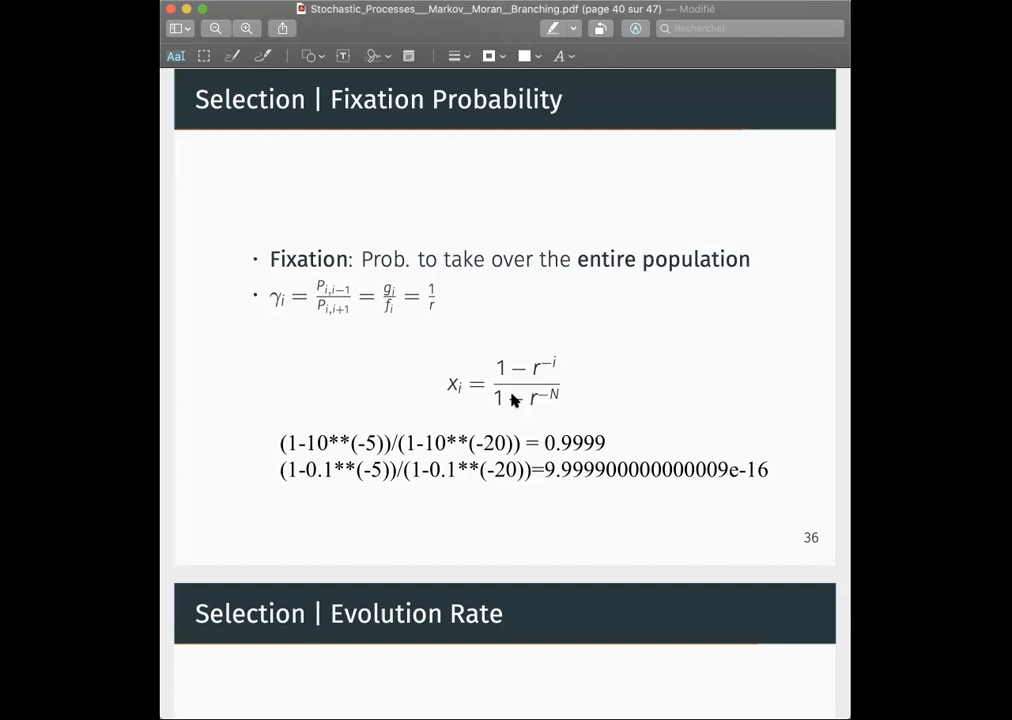 Stochastic_Processes___Markov__Moran__Branching.pdf (page 40 sur 47) — Modifié
Rechercher
AaI
T
A
Selection | Fixation Probability
• Fixation: Prob. to take over the entire population
• γᵢ = Pᵢ,ᵢ₋₁/Pᵢ,ᵢ₊₁ = gᵢ/fᵢ = 1/r
xᵢ = (1 − r⁻ⁱ)/(1 − r⁻ᴺ)
(1-10**(-5))/(1-10**(-20)) = 0.9999
(1-0.1**(-5))/(1-0.1**(-20))=9.999900000000009e-16
36
Selection | Evolution Rate